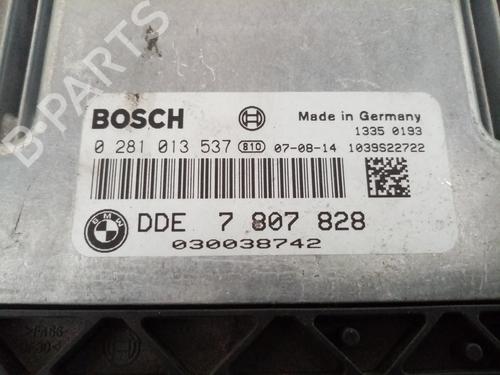 B-PARTS
BOSCH
Made in Germany
1335 0193
0 281 013 537 810 07-08-14 1039S22722
BMW
DDE 7 807 828
030038742